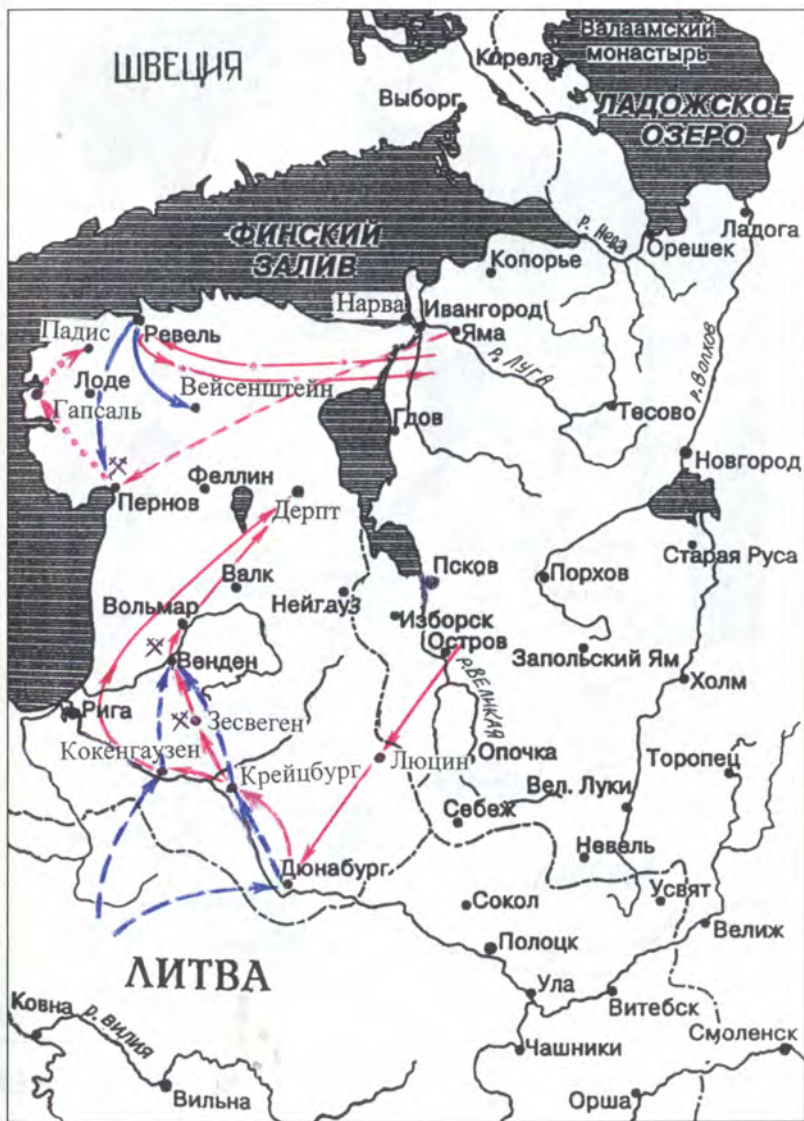 Валаамский
монастырь
Корела
ШВЕЦИЯ
Выборг
ЛАДОЖСКОЕ
ОЗЕРО
Ладога
ФИНСКИЙ
ЗАЛИВ
р. Нева
Орешек
Копорье
Нарва
Ивангород
Яма
Падис
Ревель
р. ЛУГА
р. Волхов
Лоде
Вейсенштейн
Гапсаль
Гдов
Тесово
Новгород
Пернов
Феллин
Дерпт
Старая Руса
Псков
Порхов
Валк
Нейгауз
Вольмар
Изборск
Остров
Запольский Ям
Венден
р. ВЕЛИКАЯ
Холм
Рига
Зесвеген
Кокенгаузен
Крейцбург
Люцин
Опочка
Торопец
Вел. Луки
Себеж
Невель
Дюнабург
Усвят
Сокол
Велиж
Полоцк
ЛИТВА
Ула
Витебск
Ковна
р. ВИЛИЯ
Чашники
Смоленск
Вильна
Орша